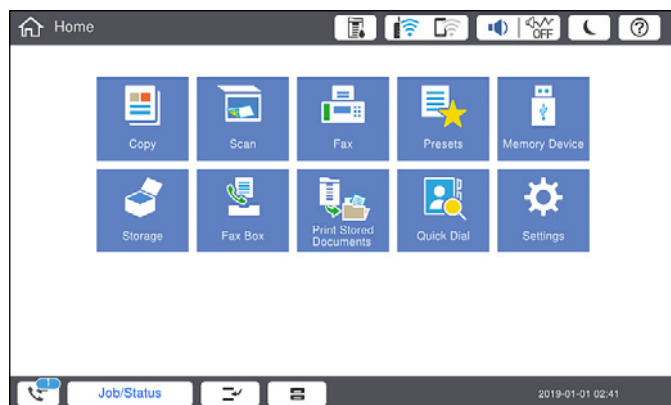 Home
OFF
Copy
Scan
Fax
Presets
Memory Device
Storage
Fax Box
Print Stored
Documents
Quick Dial
Settings
1
Job/Status
2019-01-01 02:41